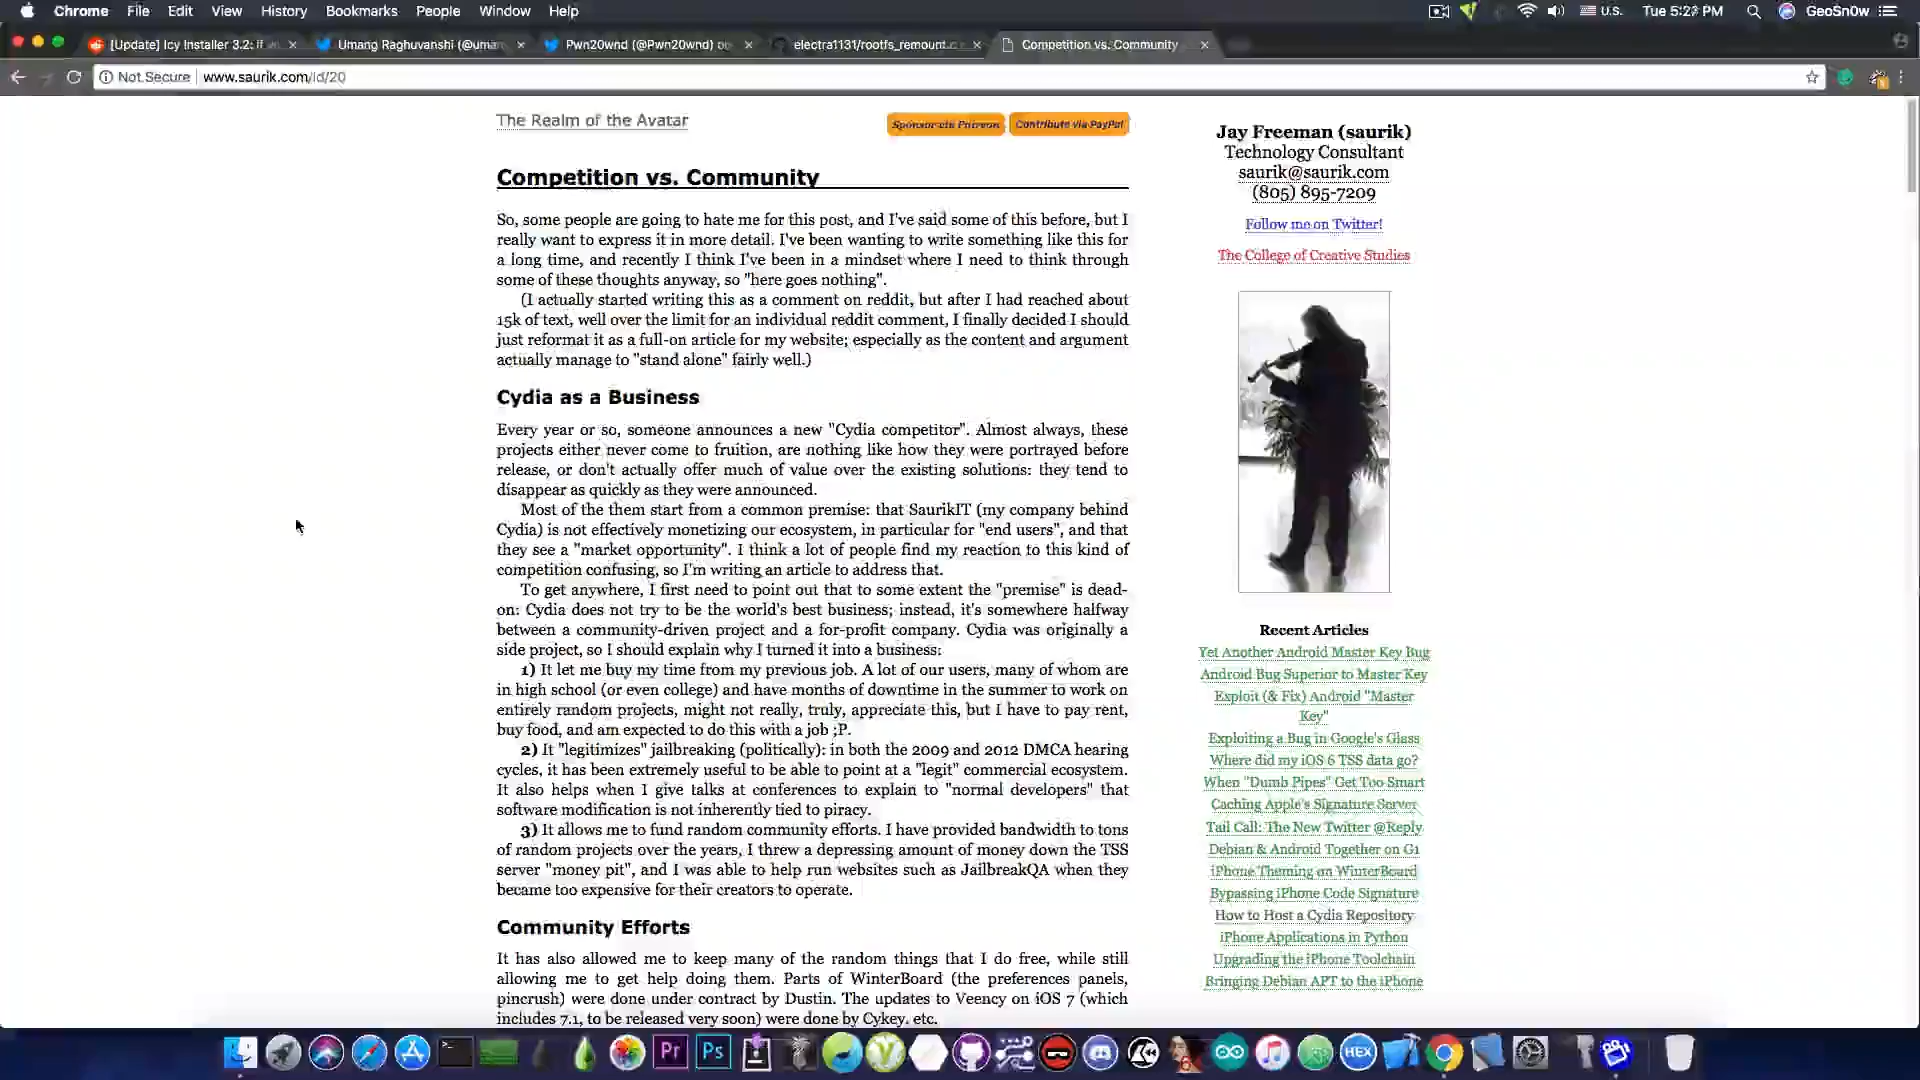 Chrome File Edit View History Bookmarks People Window Help
U.S. Tue 5:27 PM GeoSn0w
[Update] Icy Installer 3.2: if
Umang Raghuvanshi (@uman
Pwn20wnd (@Pwn20wnd)
electra1131/rootfs_remount.
Competition vs. Community
Not Secure www.saurik.com/id/20
The Realm of the Avatar
Sponsor via Patreon
Contribute via PayPal
Competition vs. Community
So, some people are going to hate me for this post, and I've said some of this before, but I
really want to express it in more detail. I've been wanting to write something like this for
a long time, and recently I think I've been in a mindset where I need to think through
some of these thoughts anyway, so "here goes nothing".
(I actually started writing this as a comment on reddit, but after I had reached about
15k of text, well over the limit for an individual reddit comment, I finally decided I should
just reformat it as a full-on article for my website; especially as the content and argument
actually manage to "stand alone" fairly well.)
Cydia as a Business
Every year or so, someone announces a new "Cydia competitor". Almost always, these
projects either never come to fruition, are nothing like how they were portrayed before
release, or don't actually offer much of value over the existing solutions: they tend to
disappear as quickly as they were announced.
Most of the them start from a common premise: that SaurikIT (my company behind
Cydia) is not effectively monetizing our ecosystem, in particular for "end users", and that
they see a "market opportunity". I think a lot of people find my reaction to this kind of
competition confusing, so I'm writing an article to address that.
To get anywhere, I first need to point out that to some extent the "premise" is dead-
on: Cydia does not try to be the world's best business; instead, it's somewhere halfway
between a community-driven project and a for-profit company. Cydia was originally a
side project, so I should explain why I turned it into a business:
1) It let me buy my time from my previous job. A lot of our users, many of whom are
in high school (or even college) and have months of downtime in the summer to work on
entirely random projects, might not really, truly, appreciate this, but I have to pay rent,
buy food, and am expected to do this with a job ;P.
2) It "legitimizes" jailbreaking (politically): in both the 2009 and 2012 DMCA hearing
cycles, it has been extremely useful to be able to point at a "legit" commercial ecosystem.
It also helps when I give talks at conferences to explain to "normal developers" that
software modification is not inherently tied to piracy.
3) It allows me to fund random community efforts. I have provided bandwidth to tons
of random projects over the years, I threw a depressing amount of money down the TSS
server "money pit", and I was able to help run websites such as JailbreakQA when they
became too expensive for their creators to operate.
Community Efforts
It has also allowed me to keep many of the random things that I do free, while still
allowing me to get help doing them. Parts of WinterBoard (the preferences panels,
pincrush) were done under contract by Dustin. The updates to Veency on iOS 7 (which
includes 7.1, to be released very soon) were done by Cykey, etc.
Jay Freeman (saurik)
Technology Consultant
saurik@saurik.com
(805) 895-7209
Follow me on Twitter!
The College of Creative Studies
Recent Articles
Yet Another Android Master Key Bug
Android Bug Superior to Master Key
Exploit (& Fix) Android "Master
Key"
Exploiting a Bug in Google's Glass
Where did my iOS 6 TSS data go?
When "Dumb Pipes" Get Too Smart
Caching Apple's Signature Server
Tail Call: The New Twitter @Reply
Debian & Android Together on G1
iPhone Theming on WinterBoard
Bypassing iPhone Code Signature
How to Host a Cydia Repository
iPhone Applications in Python
Upgrading the iPhone Toolchain
Bringing Debian APT to the iPhone
Pr
Ps
HEX